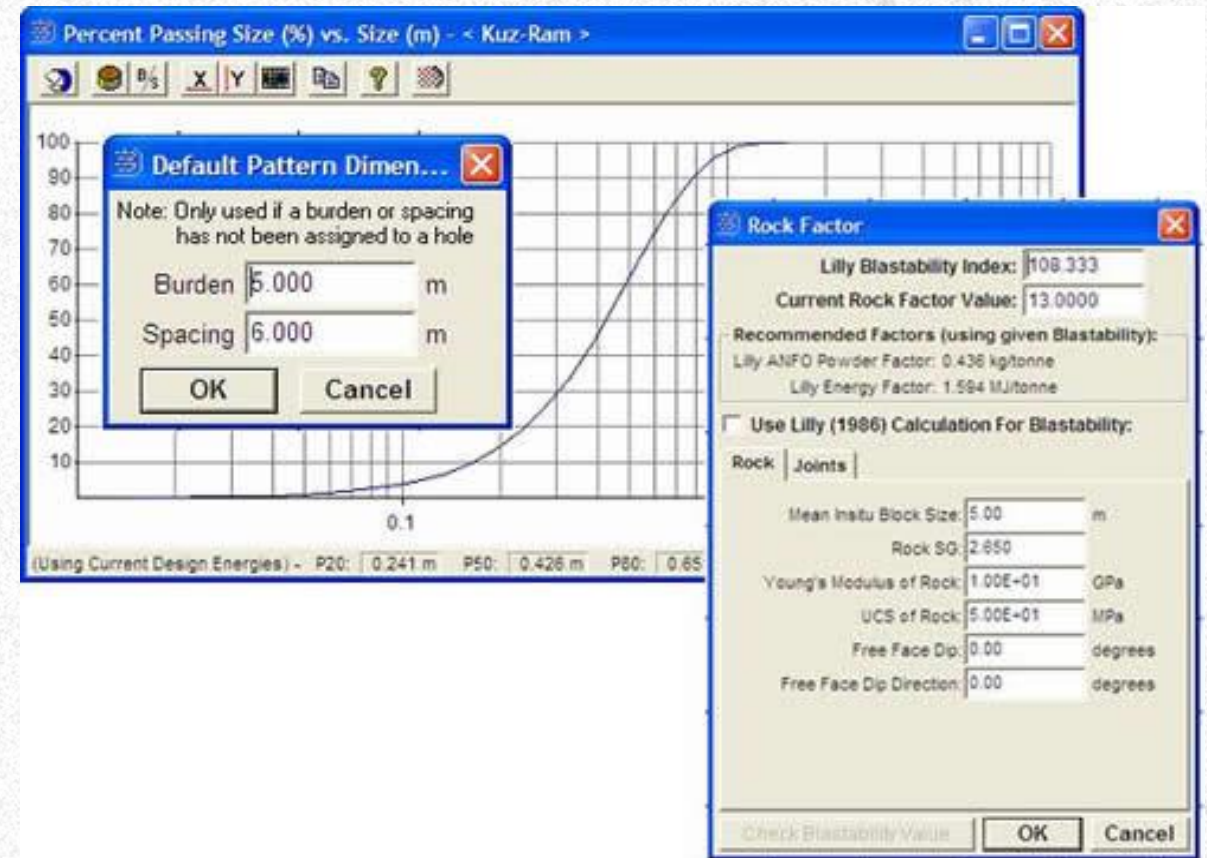 Percent Passing Size (%) vs. Size (m) - < Kuz-Ram >
B/S X Y ?
100
90
80
70
60
50
40
30
20
10
0.1
(Using Current Design Energies) - P20: 0.241 m P50: 0.426 m P80: 0.65
Default Pattern Dimen...
Note: Only used if a burden or spacing
has not been assigned to a hole
Burden 5.000 m
Spacing 6.000 m
OK Cancel
Rock Factor
Lilly Blastability Index: 108.333
Current Rock Factor Value: 13.0000
Recommended Factors (using given Blastability):
Lilly ANFO Powder Factor: 0.436 kg/tonne
Lilly Energy Factor: 1.594 MJ/tonne
Use Lilly (1986) Calculation For Blastability:
Rock Joints
Mean Insitu Block Size: 5.00 m
Rock SG: 2.650
Young's Modulus of Rock: 1.00E+01 GPa
UCS of Rock: 5.00E+01 MPa
Free Face Dip: 0.00 degrees
Free Face Dip Direction: 0.00 degrees
Check Blastability Value OK Cancel